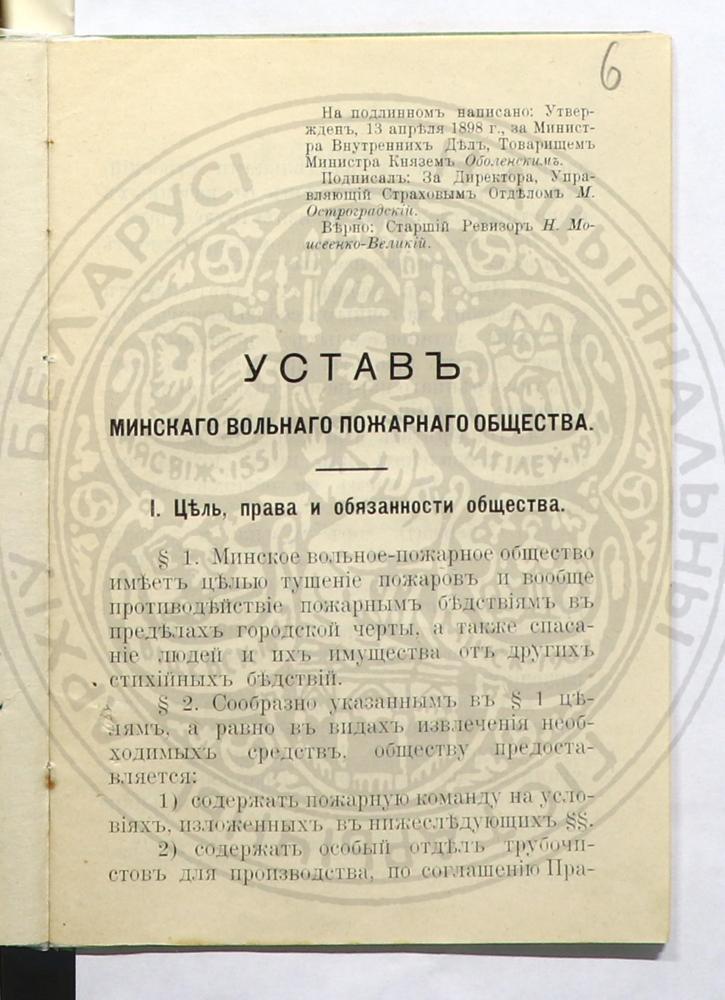 6
На подлинномъ написано: Утвер-
жденъ, 13 апрѣля 1898 г., за Минист-
ра Внутреннихъ Дѣлъ, Товарищемъ
Министра Княземъ Оболенскимъ.
Подписалъ: За Директора, Упра-
вляющій Страховымъ Отдѣломъ М.
Остроградскій.
Вѣрно: Старшій Ревизоръ Н. Мо-
исеенко-Великій.
УСТАВЪ
МИНСКАГО ВОЛЬНАГО ПОЖАРНАГО ОБЩЕСТВА.
I. Цѣль, права и обязанности общества.
§ 1. Минское вольное-пожарное общество
имѣетъ цѣлью тушеніе пожаровъ и вообще
противодѣйствіе пожарнымъ бѣдствіямъ въ
предѣлахъ городской черты, а также спаса-
ніе людей и ихъ имущества отъ другихъ
стихійныхъ бѣдствій.
§ 2. Сообразно указаннымъ въ § 1 цѣ-
лямъ, а равно въ видахъ извлеченія необ-
ходимыхъ средствъ, обществу предоста-
вляется:
1) содержать пожарную команду на усло-
віяхъ, изложенныхъ въ нижеслѣдующихъ §§.
2) содержать особый отдѣлъ трубочи-
стовъ для производства, по соглашенію Пра-